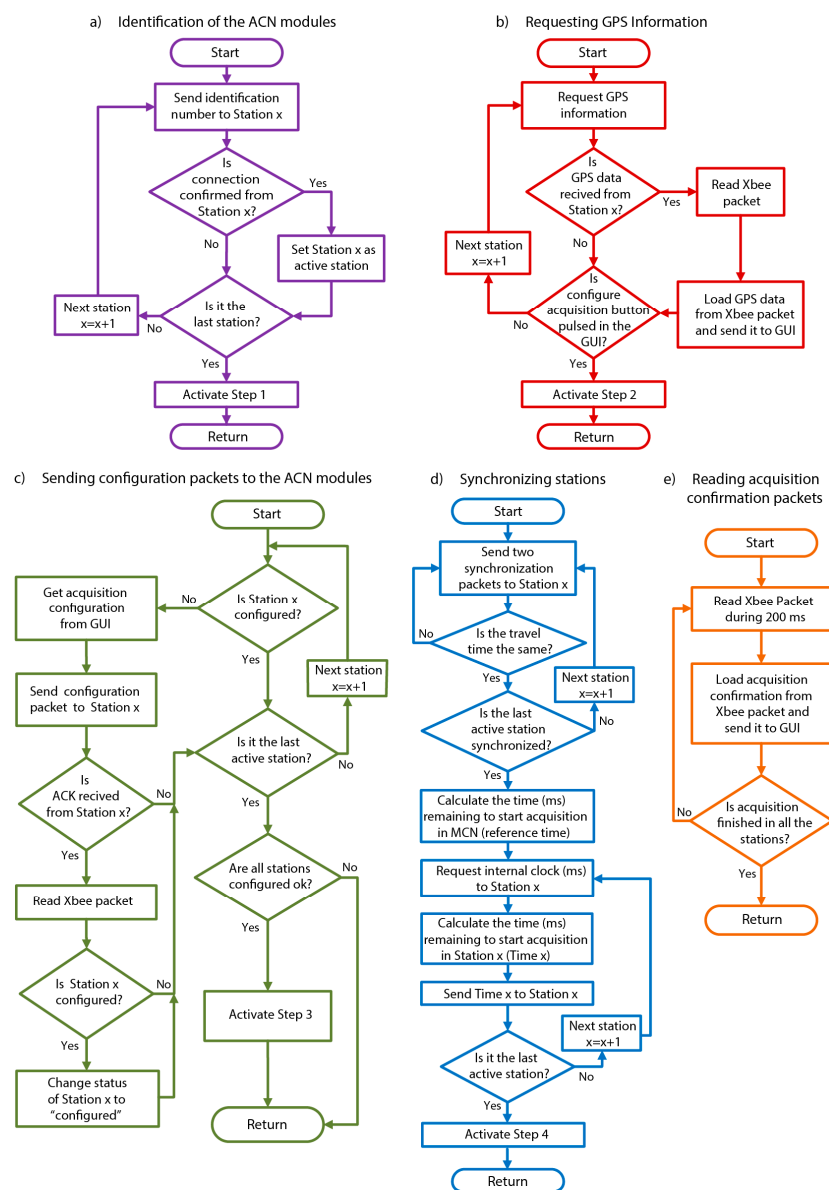 a) Identification of the ACN modules
Start
Send identification
number to Station x
Is
connection
confirmed from
Station x?
Yes
No
Set Station x as
active station
Is it the
last station?
No
Next station
x=x+1
Yes
Activate Step 1
Return
b) Requesting GPS Information
Start
Request GPS
information
Is
GPS data
recived from
Station x?
Yes
Read Xbee
packet
No
Next station
x=x+1
Is
configure
acquisition button
pulsed in the
GUI?
No
Load GPS data
from Xbee packet
and send it to GUI
Yes
Activate Step 2
Return
c) Sending configuration packets to the ACN modules
Start
Is Station x
configured?
No
Get acquisition
configuration
from GUI
Yes
Send configuration
packet to Station x
Next station
x=x+1
Is it the last
active station?
No
Is
ACK recived
from Station x?
No
Yes
Yes
Read Xbee packet
Are all stations
configured ok?
No
Yes
Is Station x
configured?
No
Yes
Activate Step 3
Change status
of Station x to
“configured”
Return
d) Synchronizing stations
Start
Send two
synchronization
packets to Station x
Is the travel
time the same?
No
Yes
Next station
x=x+1
Is the last
active station
synchronized?
No
Yes
Calculate the time (ms)
remaining to start acquisition
in MCN (reference time)
Request internal clock (ms)
to Station x
Calculate the time (ms)
remaining to start acquisition
in Station x (Time x)
Send Time x to Station x
Next station
x=x+1
Is it the last
active station?
No
Yes
Activate Step 4
Return
e) Reading acquisition
confirmation packets
Start
Read Xbee Packet
during 200 ms
Load acquisition
confirmation from
Xbee packet and
send it to GUI
Is acquisition
finished in all the
stations?
No
Yes
Return